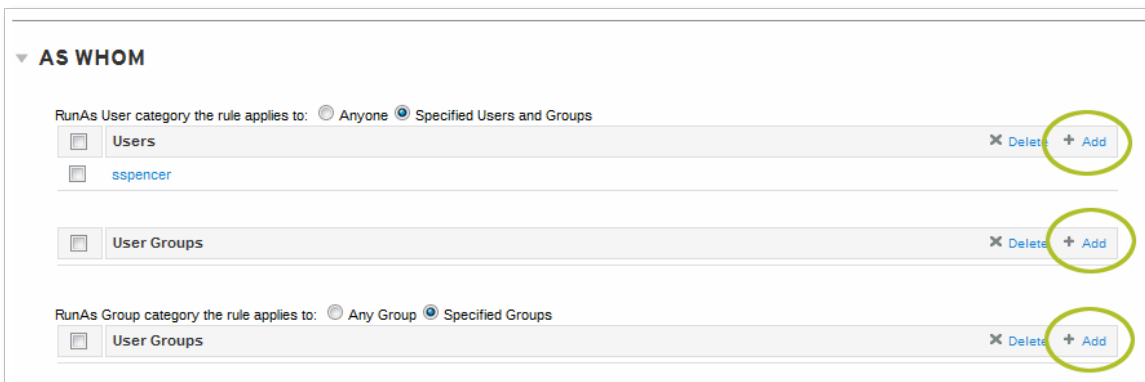 AS WHOM
RunAs User category the rule applies to: Anyone Specified Users and Groups
Users Delete + Add
sspencer
User Groups Delete + Add
RunAs Group category the rule applies to: Any Group Specified Groups
User Groups Delete + Add